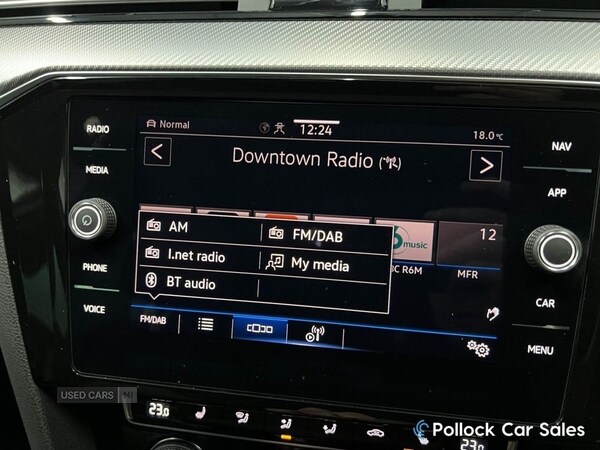 Normal
12:24
18.0°C
RADIO
MEDIA
PHONE
VOICE
NAV
APP
CAR
MENU
Downtown Radio
AM
FM/DAB
I.net radio
My media
BT audio
6
music
12
C R6M
MFR
FM/DAB
USED CARS NI
23.0
23.0
Pollock Car Sales